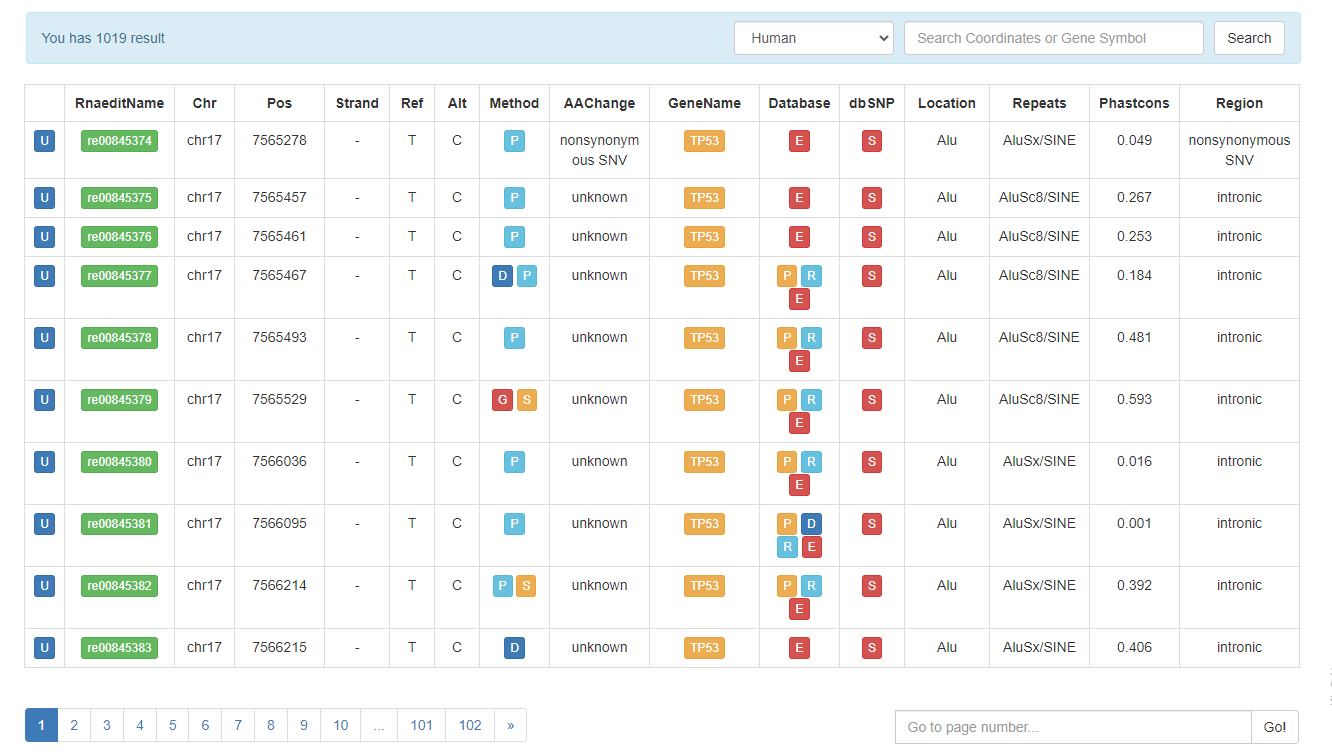 You has 1019 result Human Search Coordinates or Gene Symbol Search
RnaeditName Chr Pos Strand Ref Alt Method AAChange GeneName Database dbSNP Location Repeats Phastcons Region
U re00845374 chr17 7565278 - T C P nonsynonym TP53 E S Alu AluSx/SINE 0.049 nonsynonymous
ous SNV SNV
U re00845375 chr17 7565457 - T C P unknown TP53 E S Alu AluSc8/SINE 0.267 intronic
U re00845376 chr17 7565461 - T C P unknown TP53 E S Alu AluSc8/SINE 0.253 intronic
U re00845377 chr17 7565467 - T C D P unknown TP53 P R S Alu AluSc8/SINE 0.184 intronic
E
U re00845378 chr17 7565493 - T C P unknown TP53 P R S Alu AluSc8/SINE 0.481 intronic
E
U re00845379 chr17 7565529 - T C G S unknown TP53 P R S Alu AluSc8/SINE 0.593 intronic
E
U re00845380 chr17 7566036 - T C P unknown TP53 P R S Alu AluSx/SINE 0.016 intronic
E
U re00845381 chr17 7566095 - T C P unknown TP53 P D S Alu AluSx/SINE 0.001 intronic
R E
U re00845382 chr17 7566214 - T C P S unknown TP53 P R S Alu AluSx/SINE 0.392 intronic
E
U re00845383 chr17 7566215 - T C D unknown TP53 E S Alu AluSx/SINE 0.406 intronic
1 2 3 4 5 6 7 8 9 10 ... 101 102 » Go to page number... Go!